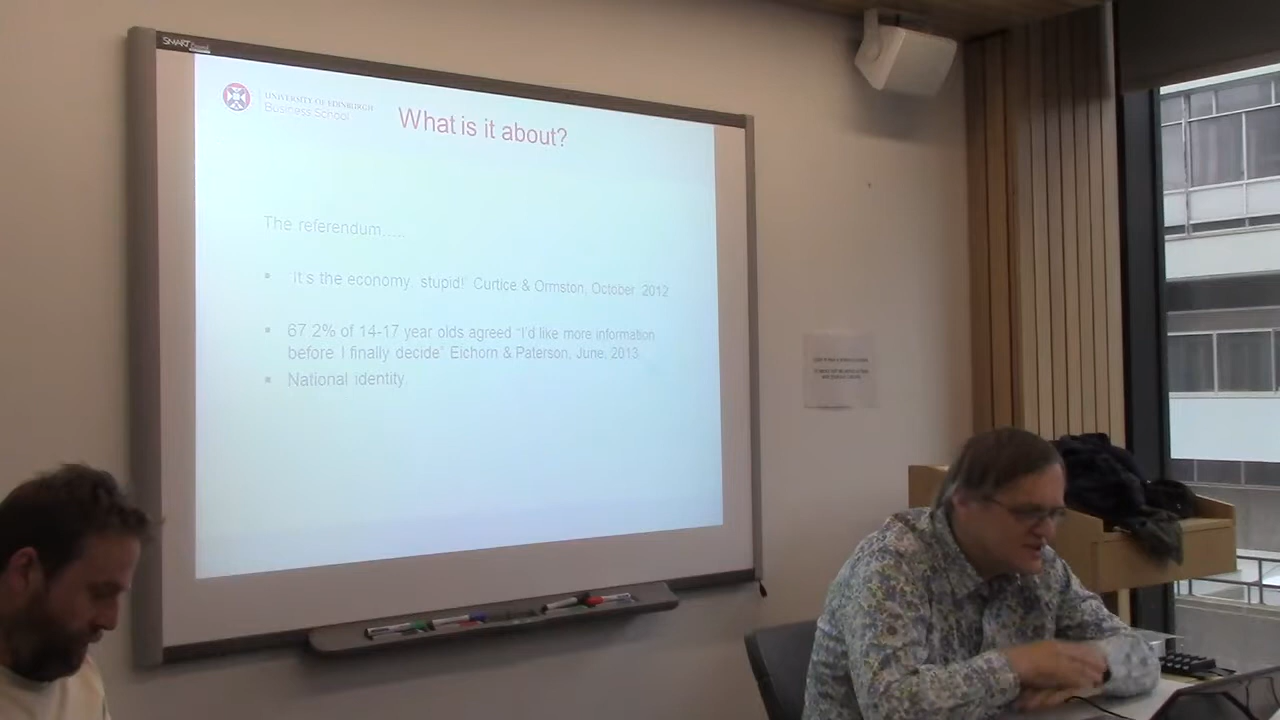 SMART
UNIVERSITY OF EDINBURGH
Business School
What is it about?
The referendum.....
• "It's the economy, stupid!" Curtice & Ormston, October 2012
• 67.2% of 14-17 year olds agreed "I'd like more information
before I finally decide" Eichorn & Paterson, June, 2013
• National identity.